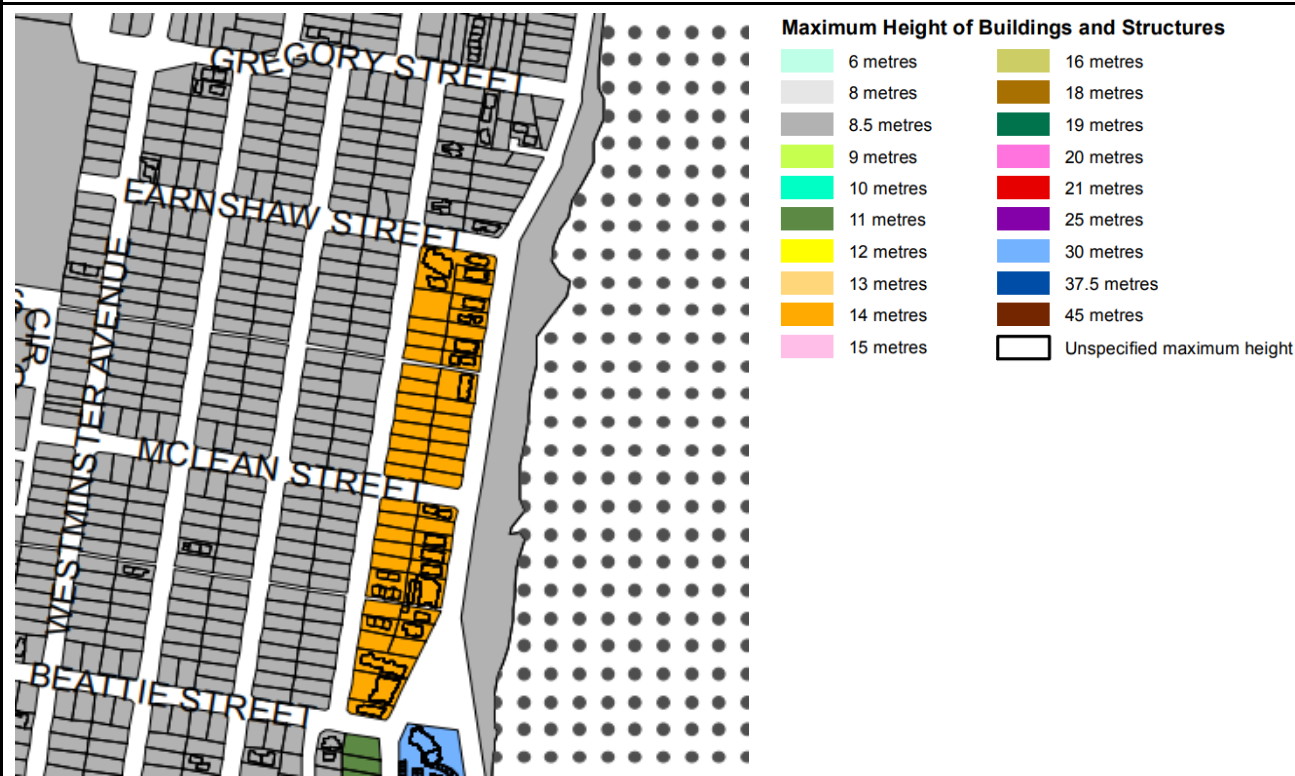 GREGORY STREET
EARNSHAW STREET
WESTMINSTER AVENUE
CIR
MCLEAN STREET
BEATTIE STREET
Maximum Height of Buildings and Structures
6 metres
8 metres
8.5 metres
9 metres
10 metres
11 metres
12 metres
13 metres
14 metres
15 metres
16 metres
18 metres
19 metres
20 metres
21 metres
25 metres
30 metres
37.5 metres
45 metres
Unspecified maximum height